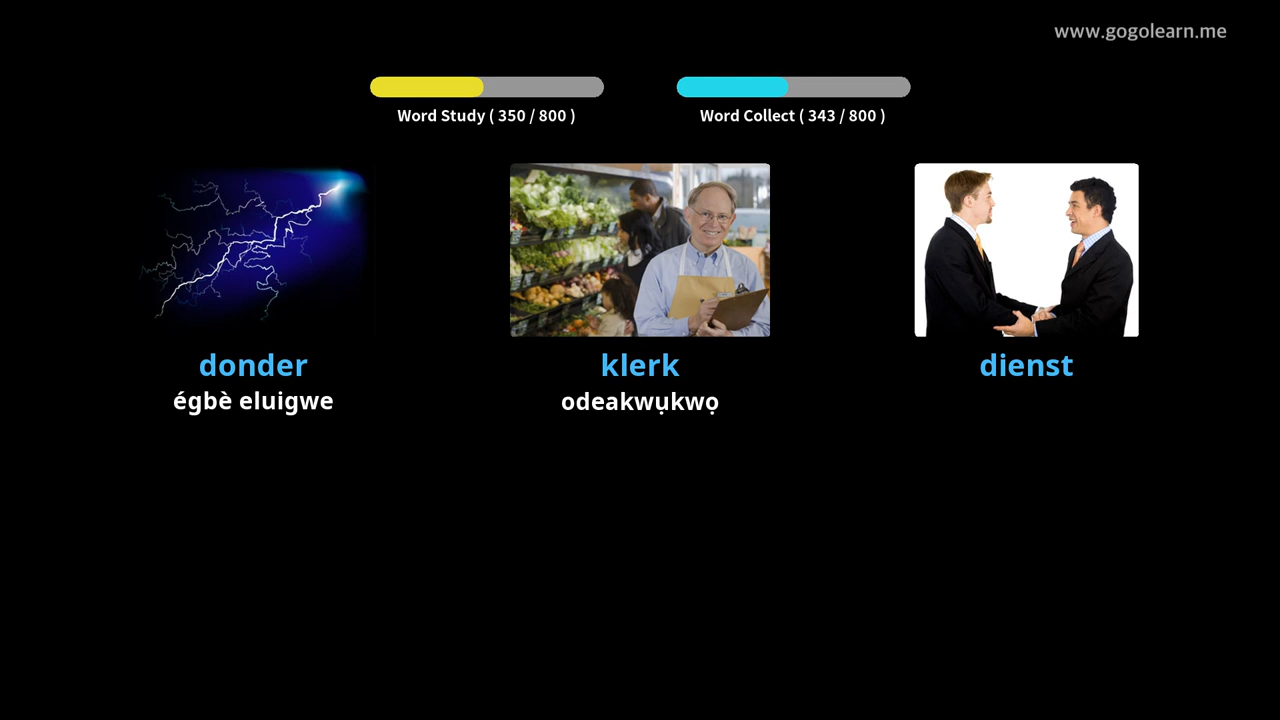 www.gogolearn.me
Word Study ( 350 / 800 )
Word Collect ( 343 / 800 )
donder
égbè eluigwe
klerk
odeakwụkwọ
dienst